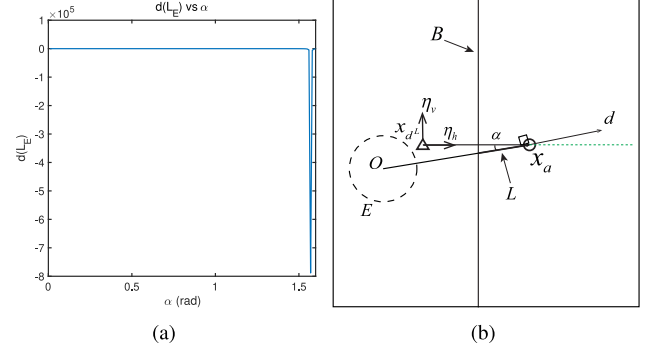 d(L_E) vs α
×10^5
1
0
-1
-2
-3
-4
-5
-6
-7
-8
d(L_E)
0
0.5
1
1.5
α (rad)
(a)
B
η_v
x_{d^L}
η_h
α
d
O
x_a
L
E
(b)